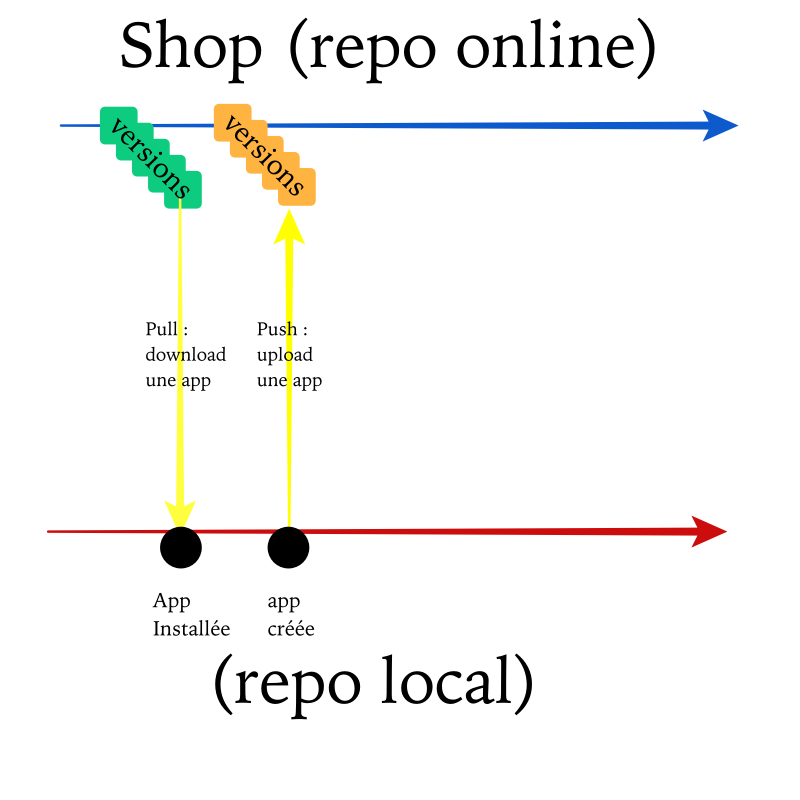 Shop (repo online)
versions
versions
Pull :
download
une app
Push :
upload
une app
App
Installée
app
créée
(repo local)